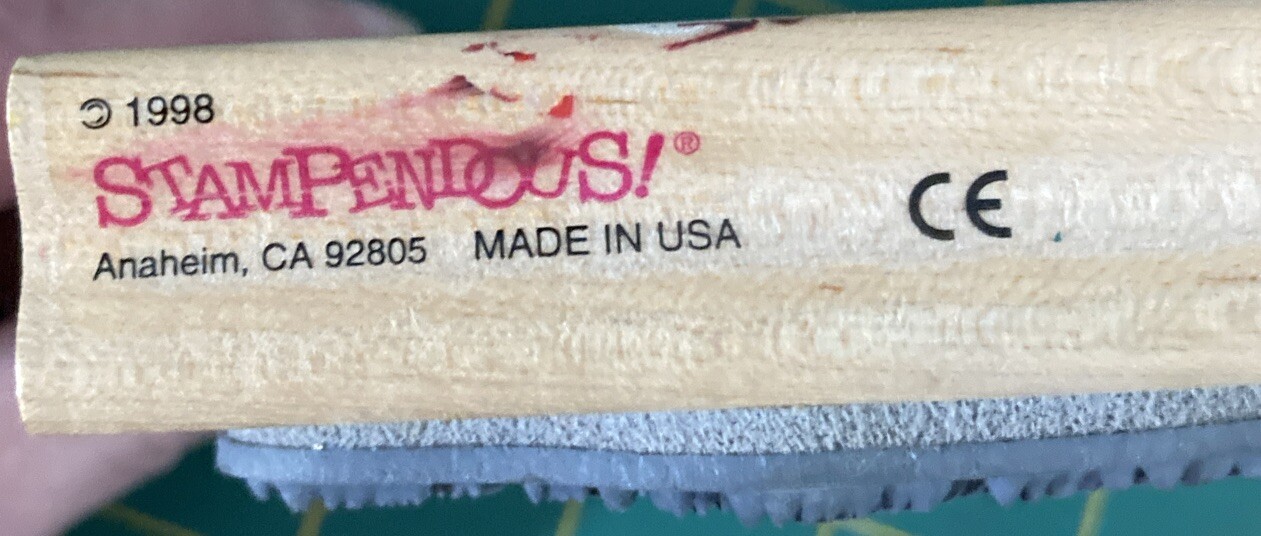 © 1998
STAMPENDOUS!®
Anaheim, CA 92805 MADE IN USA
CE